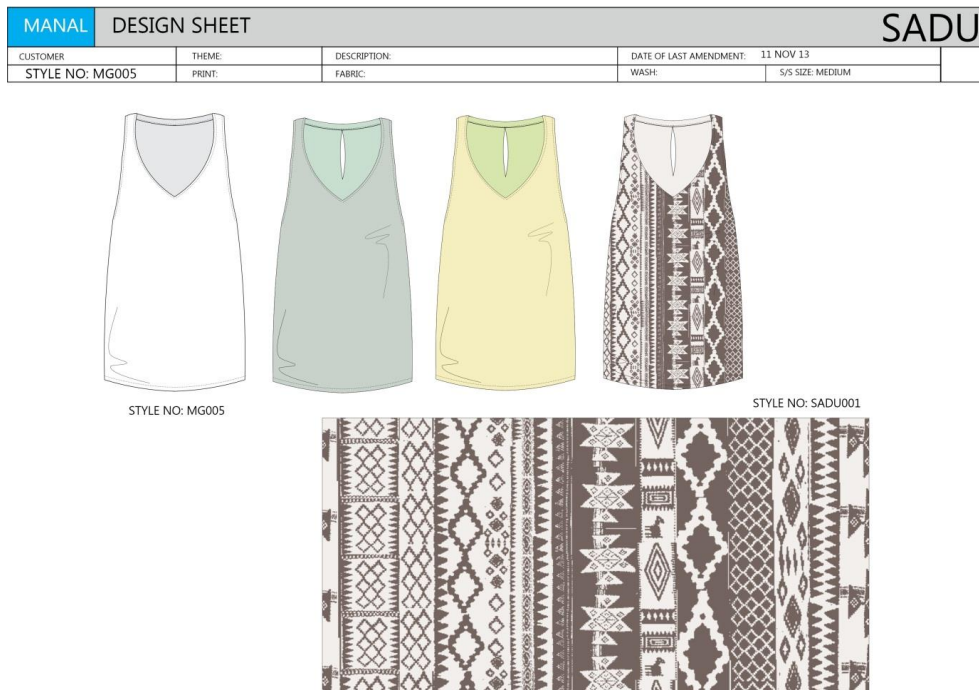 MANAL DESIGN SHEET SADU
CUSTOMER THEME: DESCRIPTION: DATE OF LAST AMENDMENT: 11 NOV 13
STYLE NO: MG005 PRINT: FABRIC: WASH: S/S SIZE: MEDIUM
STYLE NO: MG005
STYLE NO: SADU001